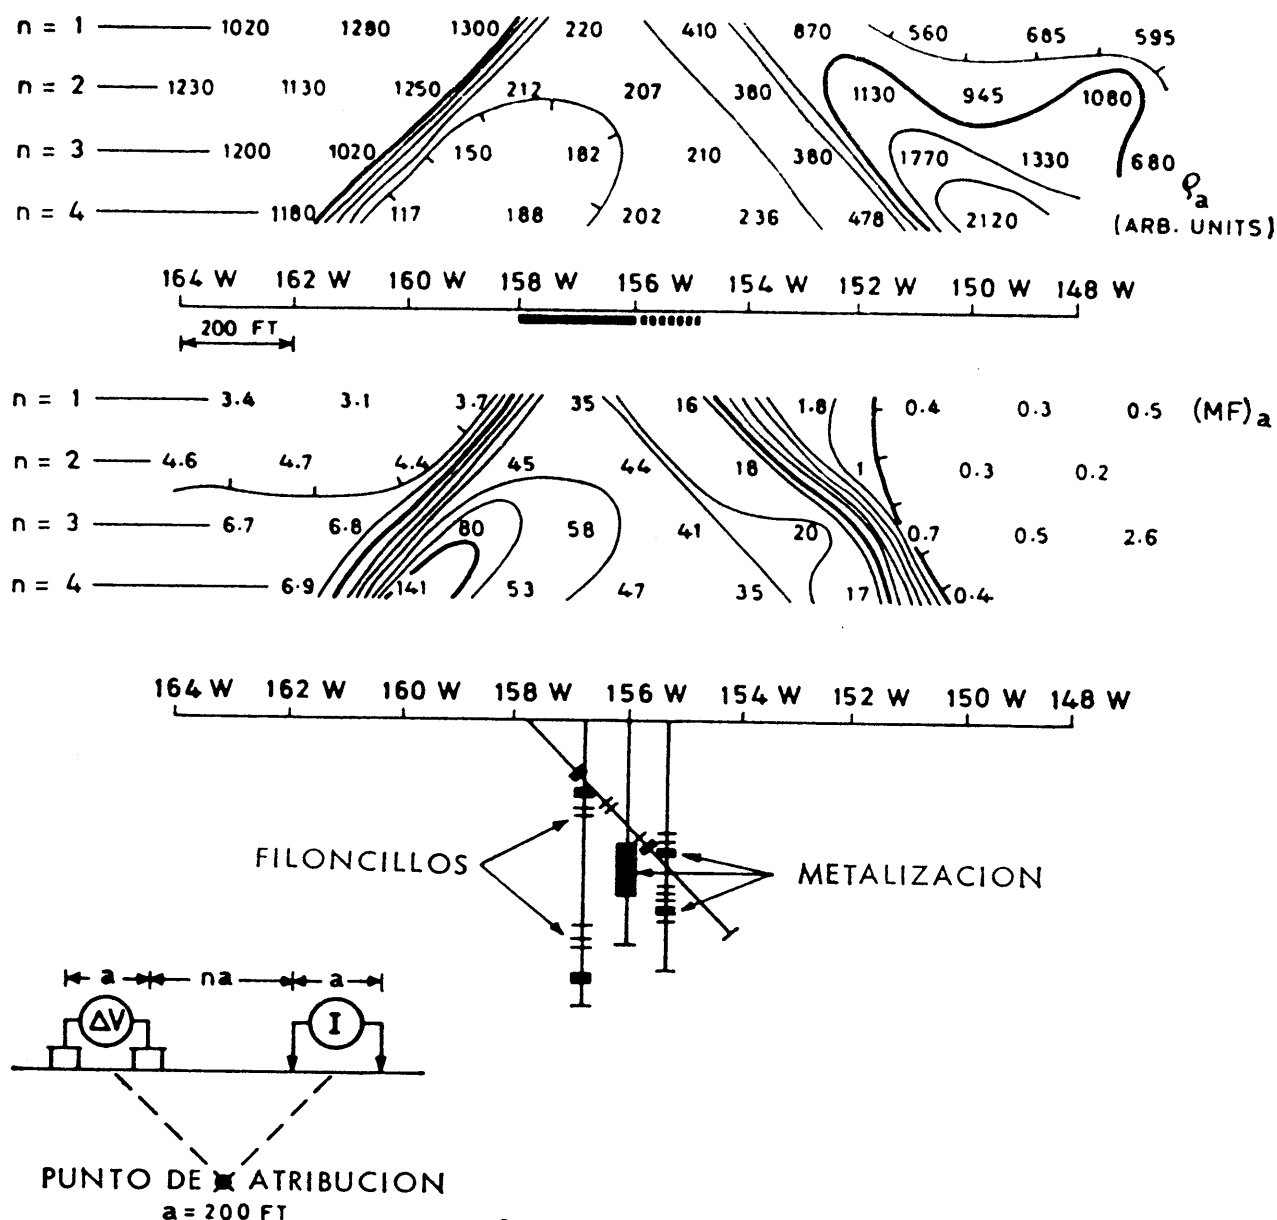 n = 1 1020 1280 1300 220 410 870 560 685 595
n = 2 1230 1130 1250 212 207 380 1130 945 1080
n = 3 1200 1020 150 182 210 380 1770 1330 680
n = 4 1180 117 188 202 236 478 2120
ρa
(ARB. UNITS)
164 W 162 W 160 W 158 W 156 W 154 W 152 W 150 W 148 W
200 FT
n = 1 3.4 3.1 3.7 35 16 1.8 0.4 0.3 0.5 (MF)a
n = 2 4.6 4.7 4.4 45 44 18 1 0.3 0.2
n = 3 6.7 6.8 80 58 41 20 0.7 0.5 2.6
n = 4 6.9 141 53 47 35 17 0.4
164 W 162 W 160 W 158 W 156 W 154 W 152 W 150 W 148 W
FILONCILLOS
METALIZACION
a na a
ΔV I
PUNTO DE ATRIBUCION
a = 200 FT